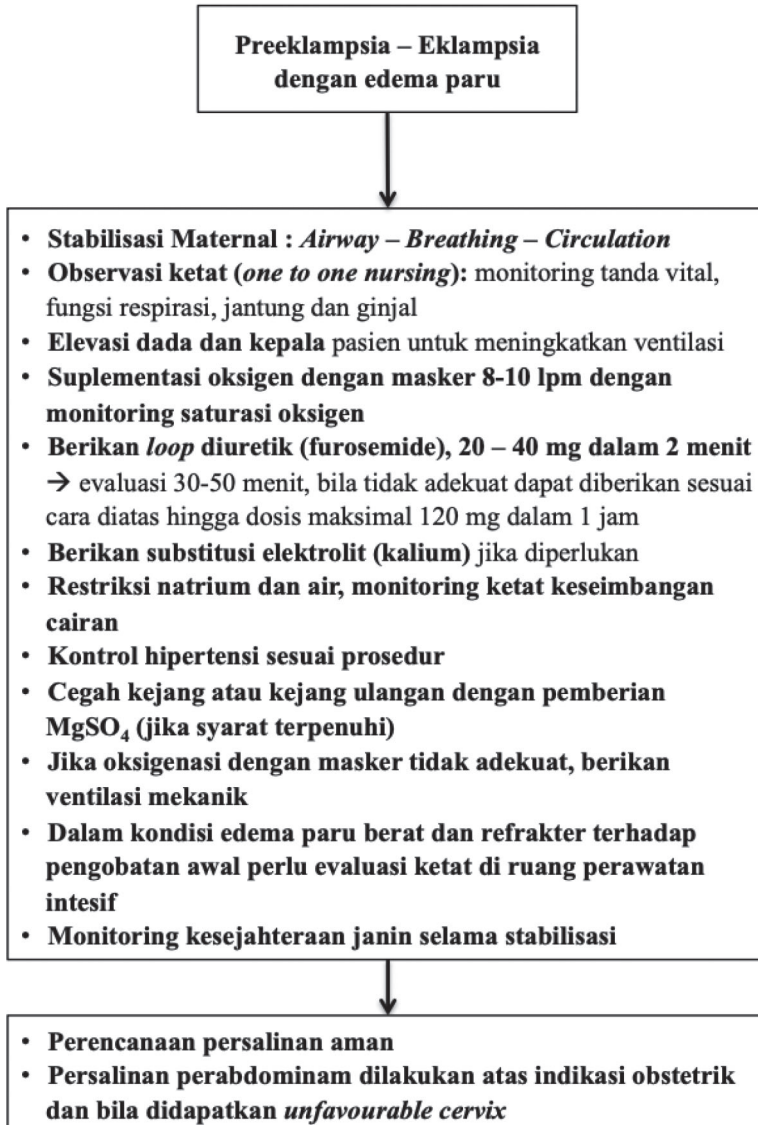 Preeklampsia – Eklampsia
dengan edema paru
• Stabilisasi Maternal : Airway – Breathing – Circulation
• Observasi ketat (one to one nursing): monitoring tanda vital,
fungsi respirasi, jantung dan ginjal
• Elevasi dada dan kepala pasien untuk meningkatkan ventilasi
• Suplementasi oksigen dengan masker 8-10 lpm dengan
monitoring saturasi oksigen
• Berikan loop diuretik (furosemide), 20 – 40 mg dalam 2 menit
→ evaluasi 30-50 menit, bila tidak adekuat dapat diberikan sesuai
cara diatas hingga dosis maksimal 120 mg dalam 1 jam
• Berikan substitusi elektrolit (kalium) jika diperlukan
• Restriksi natrium dan air, monitoring ketat keseimbangan
cairan
• Kontrol hipertensi sesuai prosedur
• Cegah kejang atau kejang ulangan dengan pemberian
MgSO₄ (jika syarat terpenuhi)
• Jika oksigenasi dengan masker tidak adekuat, berikan
ventilasi mekanik
• Dalam kondisi edema paru berat dan refrakter terhadap
pengobatan awal perlu evaluasi ketat di ruang perawatan
intesif
• Monitoring kesejahteraan janin selama stabilisasi
• Perencanaan persalinan aman
• Persalinan perabdominam dilakukan atas indikasi obstetrik
dan bila didapatkan unfavourable cervix